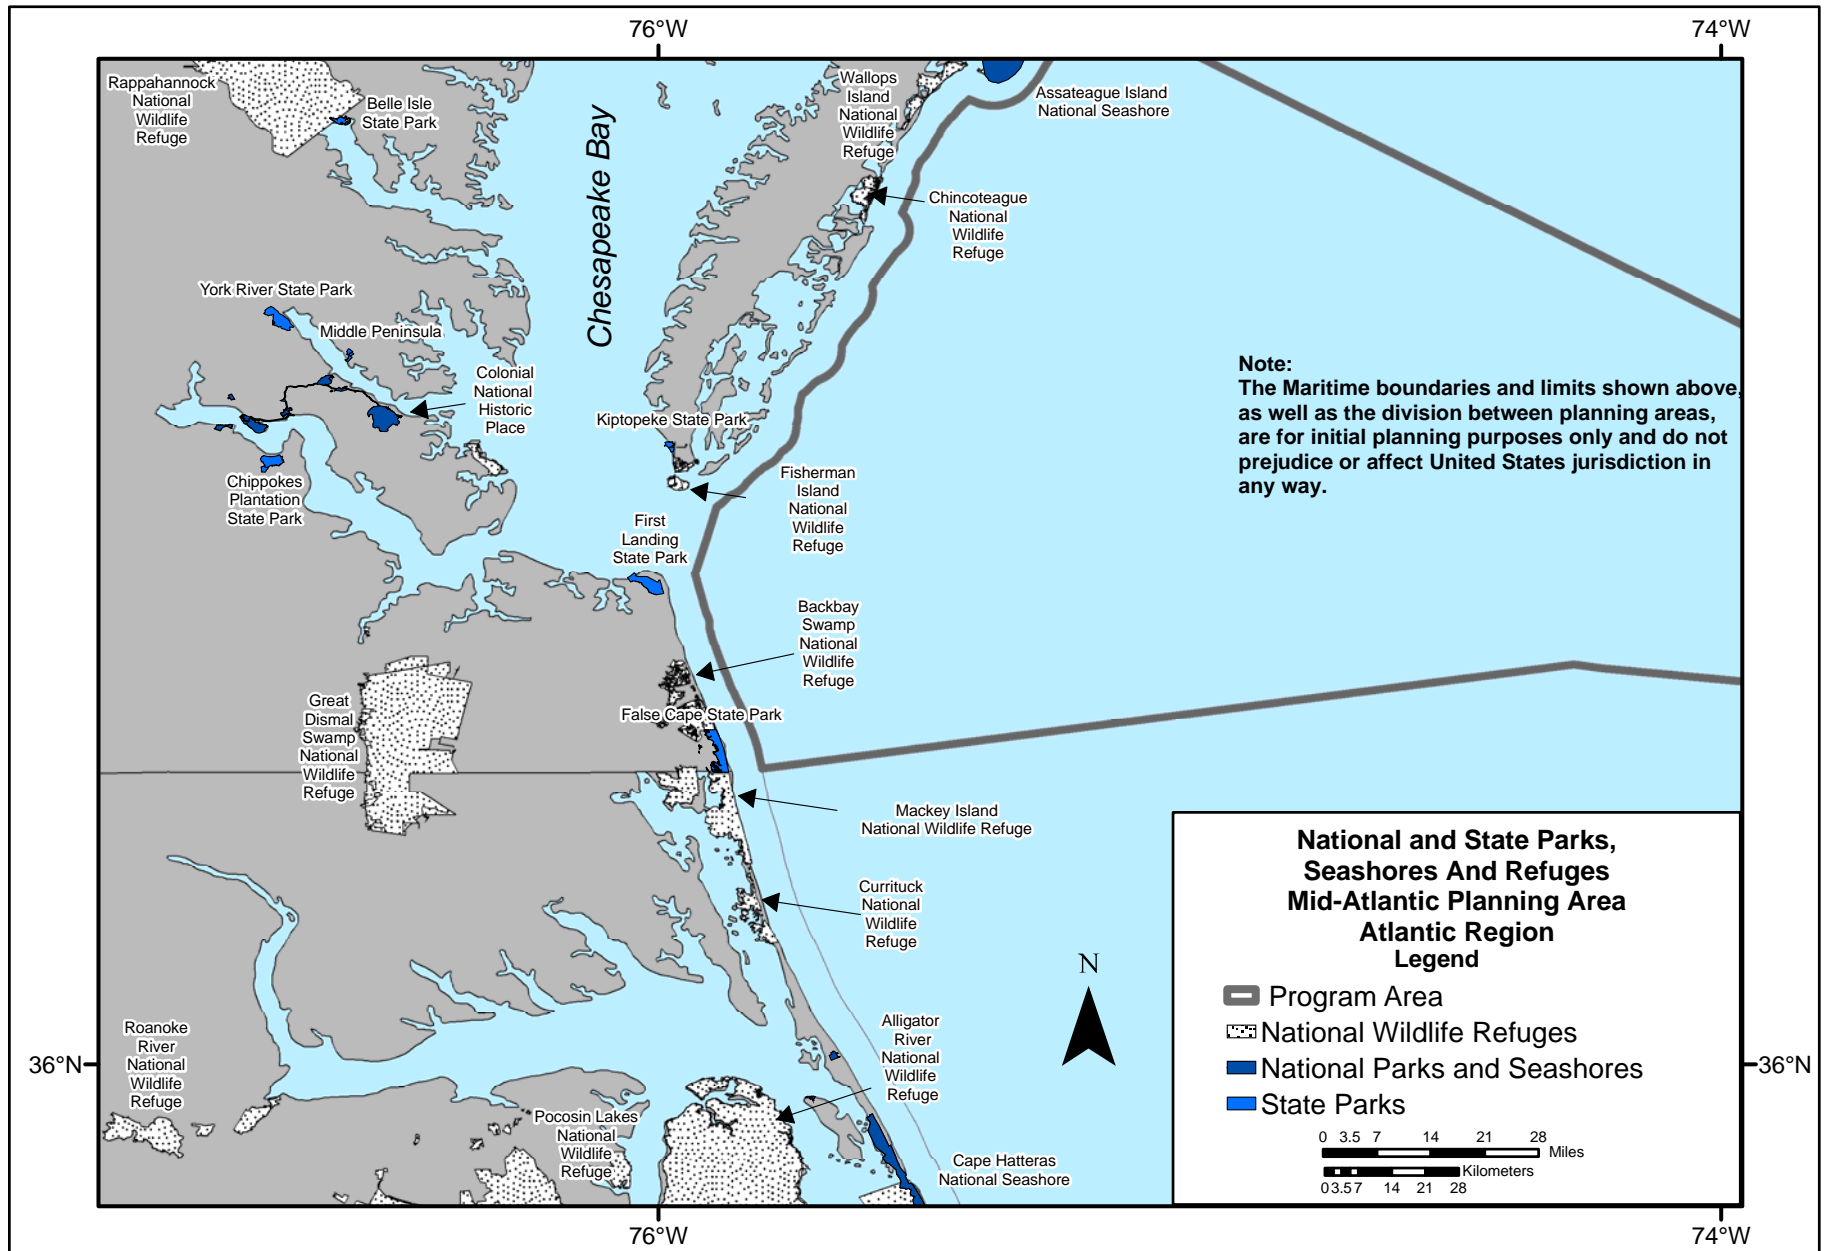 76°W
74°W
Rappahannock
National
Wildlife
Refuge
Belle Isle
State Park
Chesapeake Bay
Wallops
Island
National
Wildlife
Refuge
Assateague Island
National Seashore
Chincoteague
National
Wildlife
Refuge
York River State Park
Middle Peninsula
Colonial
National
Historic
Place
Kiptopeke State Park
Note:
The Maritime boundaries and limits shown above,
as well as the division between planning areas,
are for initial planning purposes only and do not
prejudice or affect United States jurisdiction in
any way.
Chippokes
Plantation
State Park
Fisherman
Island
National
Wildlife
Refuge
First
Landing
State Park
Backbay
Swamp
National
Wildlife
Refuge
Great
Dismal
Swamp
National
Wildlife
Refuge
False Cape State Park
Mackey Island
National Wildlife Refuge
Currituck
National
Wildlife
Refuge
Roanoke
River
National
Wildlife
Refuge
Alligator
River
National
Wildlife
Refuge
Pocosin Lakes
National
Wildlife
Refuge
Cape Hatteras
National Seashore
N
National and State Parks,
Seashores And Refuges
Mid-Atlantic Planning Area
Atlantic Region
Legend
Program Area
National Wildlife Refuges
National Parks and Seashores
State Parks
0 3.5 7 14 21 28
Miles
Kilometers
0 3.5 7 14 21 28
36°N
36°N
76°W
74°W